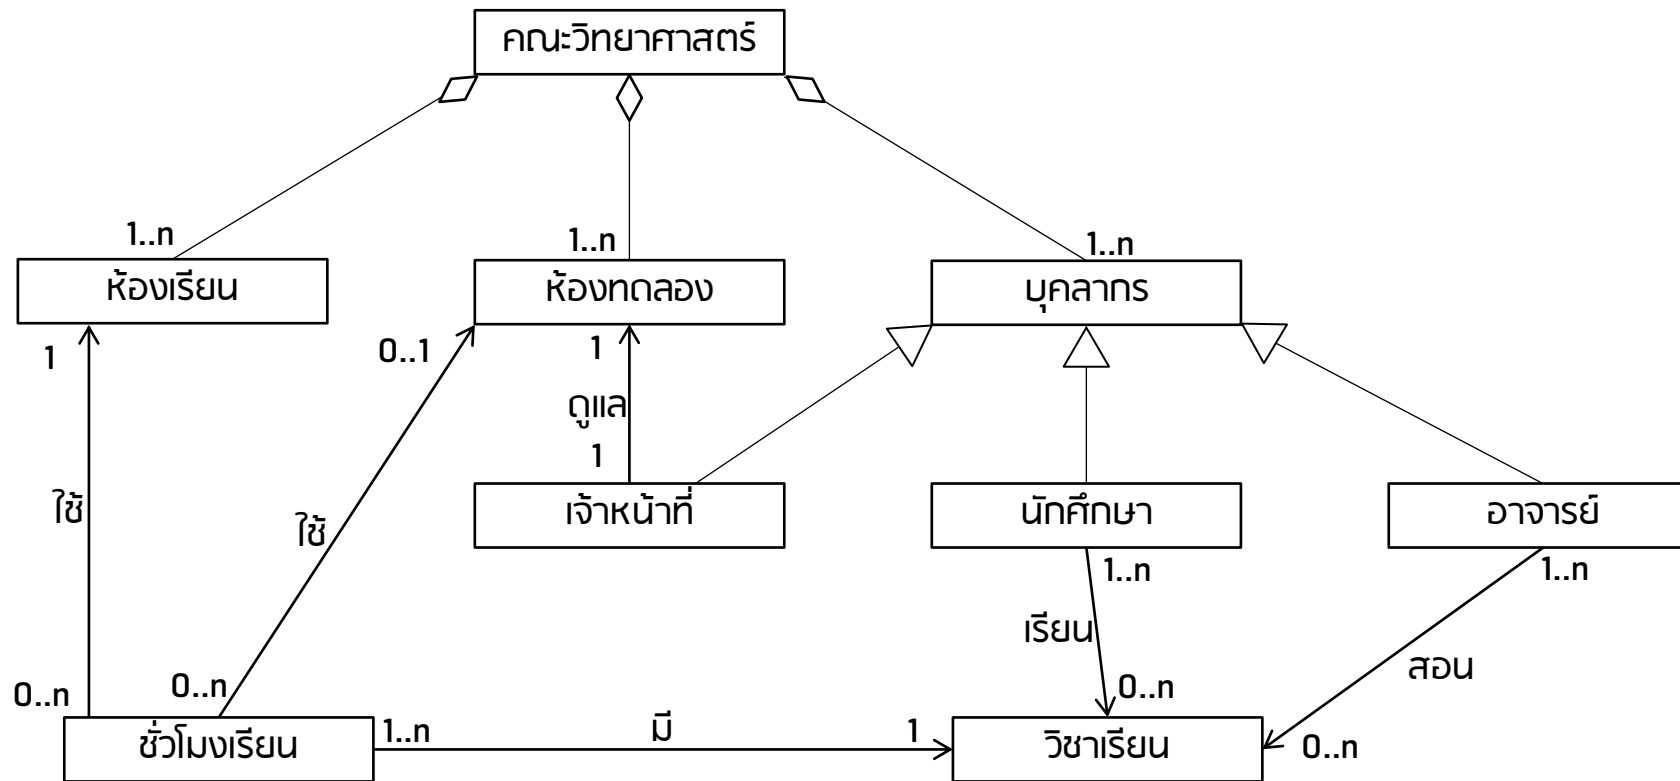 คณะวิทยาศาสตร์
1..n
1..n
1..n
ห้องเรียน
ห้องทดลอง
บุคลากร
1
0..1
1
ดูแล
1
ใช้
ใช้
เจ้าหน้าที่
นักศึกษา
อาจารย์
1..n
1..n
เรียน
สอน
0..n
0..n
0..n
ชั่วโมงเรียน
1..n
มี
1
วิชาเรียน
0..n